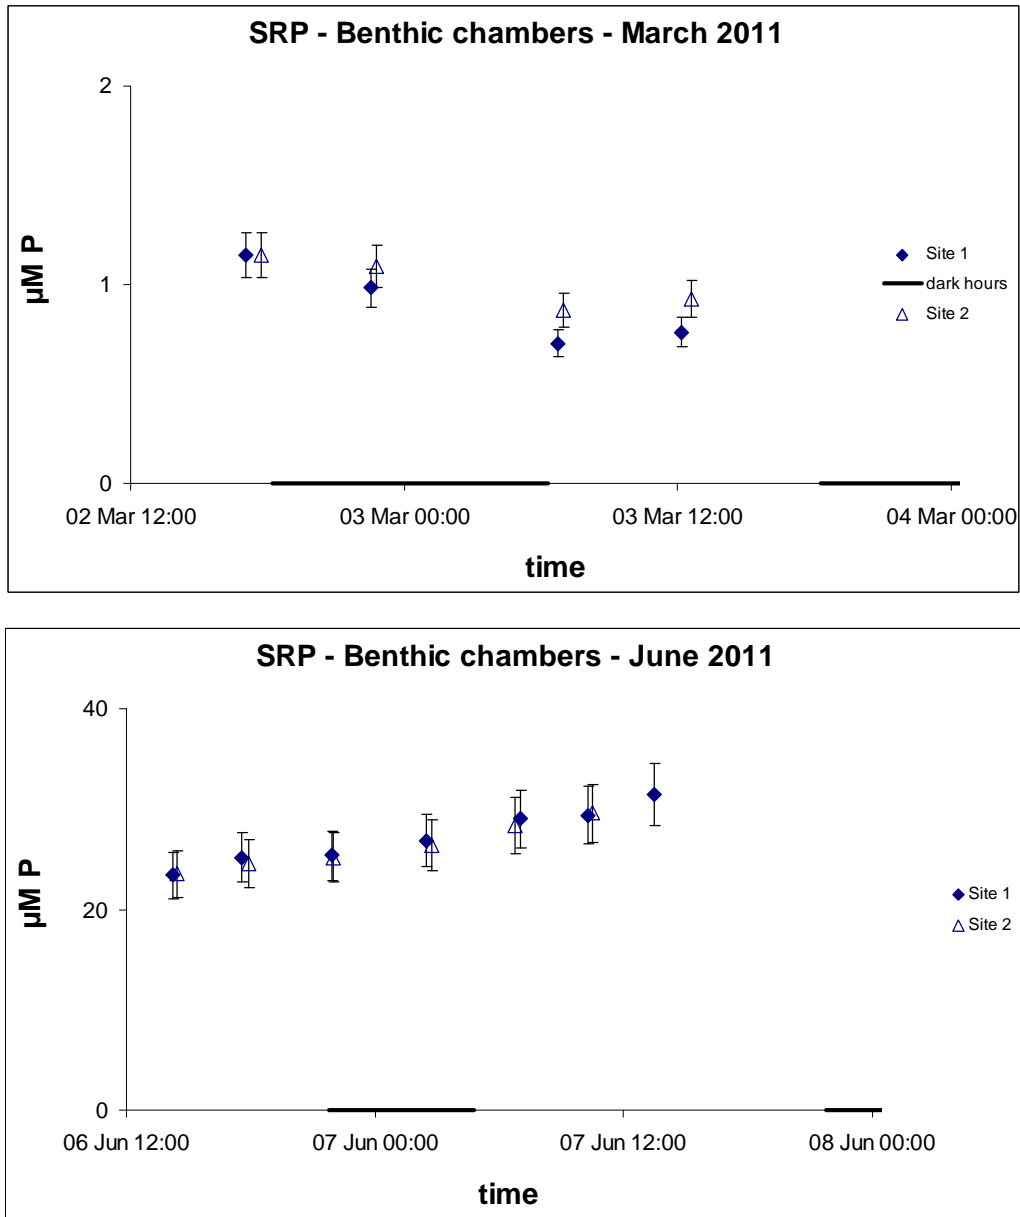 SRP - Benthic chambers - March 2011
2
1
0
µM P
02 Mar 12:00 03 Mar 00:00 03 Mar 12:00 04 Mar 00:00
time
Site 1
dark hours
Site 2
SRP - Benthic chambers - June 2011
40
20
0
µM P
06 Jun 12:00 07 Jun 00:00 07 Jun 12:00 08 Jun 00:00
time
Site 1
Site 2